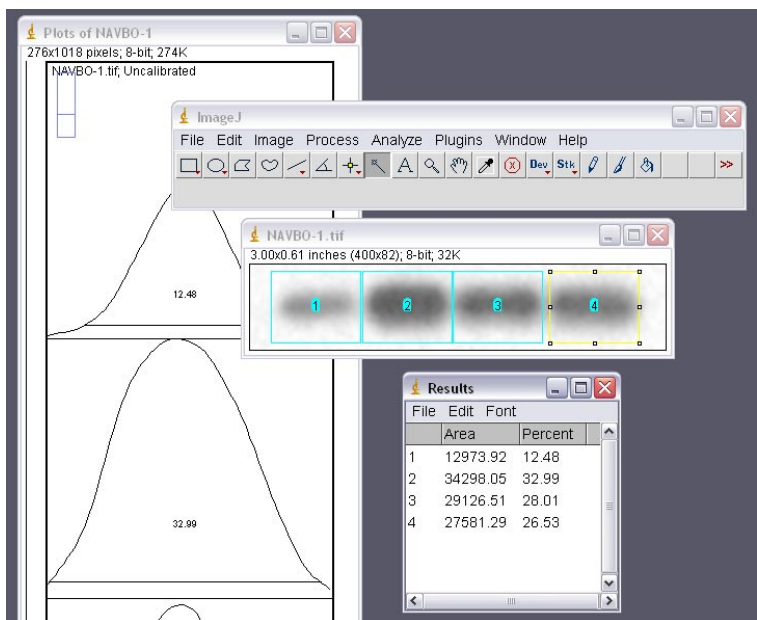 Plots of NAVBO-1
276x1018 pixels; 8-bit; 274K
NAVBO-1.tif; Uncalibrated
ImageJ
File Edit Image Process Analyze Plugins Window Help
A Dev Stk >>
NAVBO-1.tif
3.00x0.61 inches (400x82); 8-bit; 32K
1 2 3 4
12.48
32.99
Results
File Edit Font
Area Percent
1 12973.92 12.48
2 34298.05 32.99
3 29126.51 28.01
4 27581.29 26.53